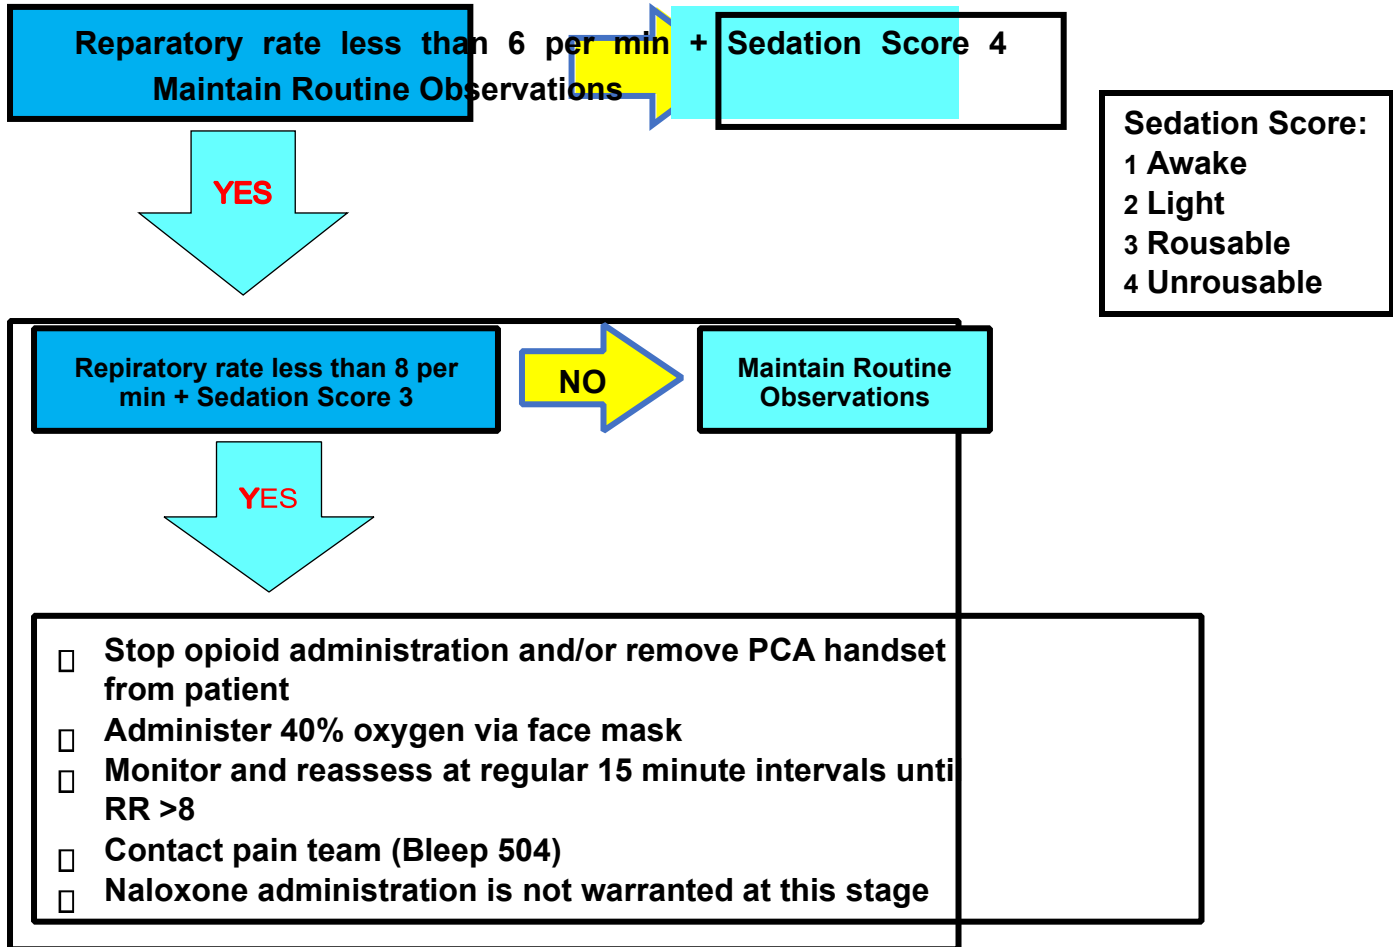 Reparatory rate less than 6 per min + Sedation Score 4
Maintain Routine Observations
YES
Sedation Score:
1 Awake
2 Light
3 Rousable
4 Unrousable
Repiratory rate less than 8 per
min + Sedation Score 3
NO
Maintain Routine
Observations
YES
Stop opioid administration and/or remove PCA handset
from patient
Administer 40% oxygen via face mask
Monitor and reassess at regular 15 minute intervals unti
RR >8
Contact pain team (Bleep 504)
Naloxone administration is not warranted at this stage